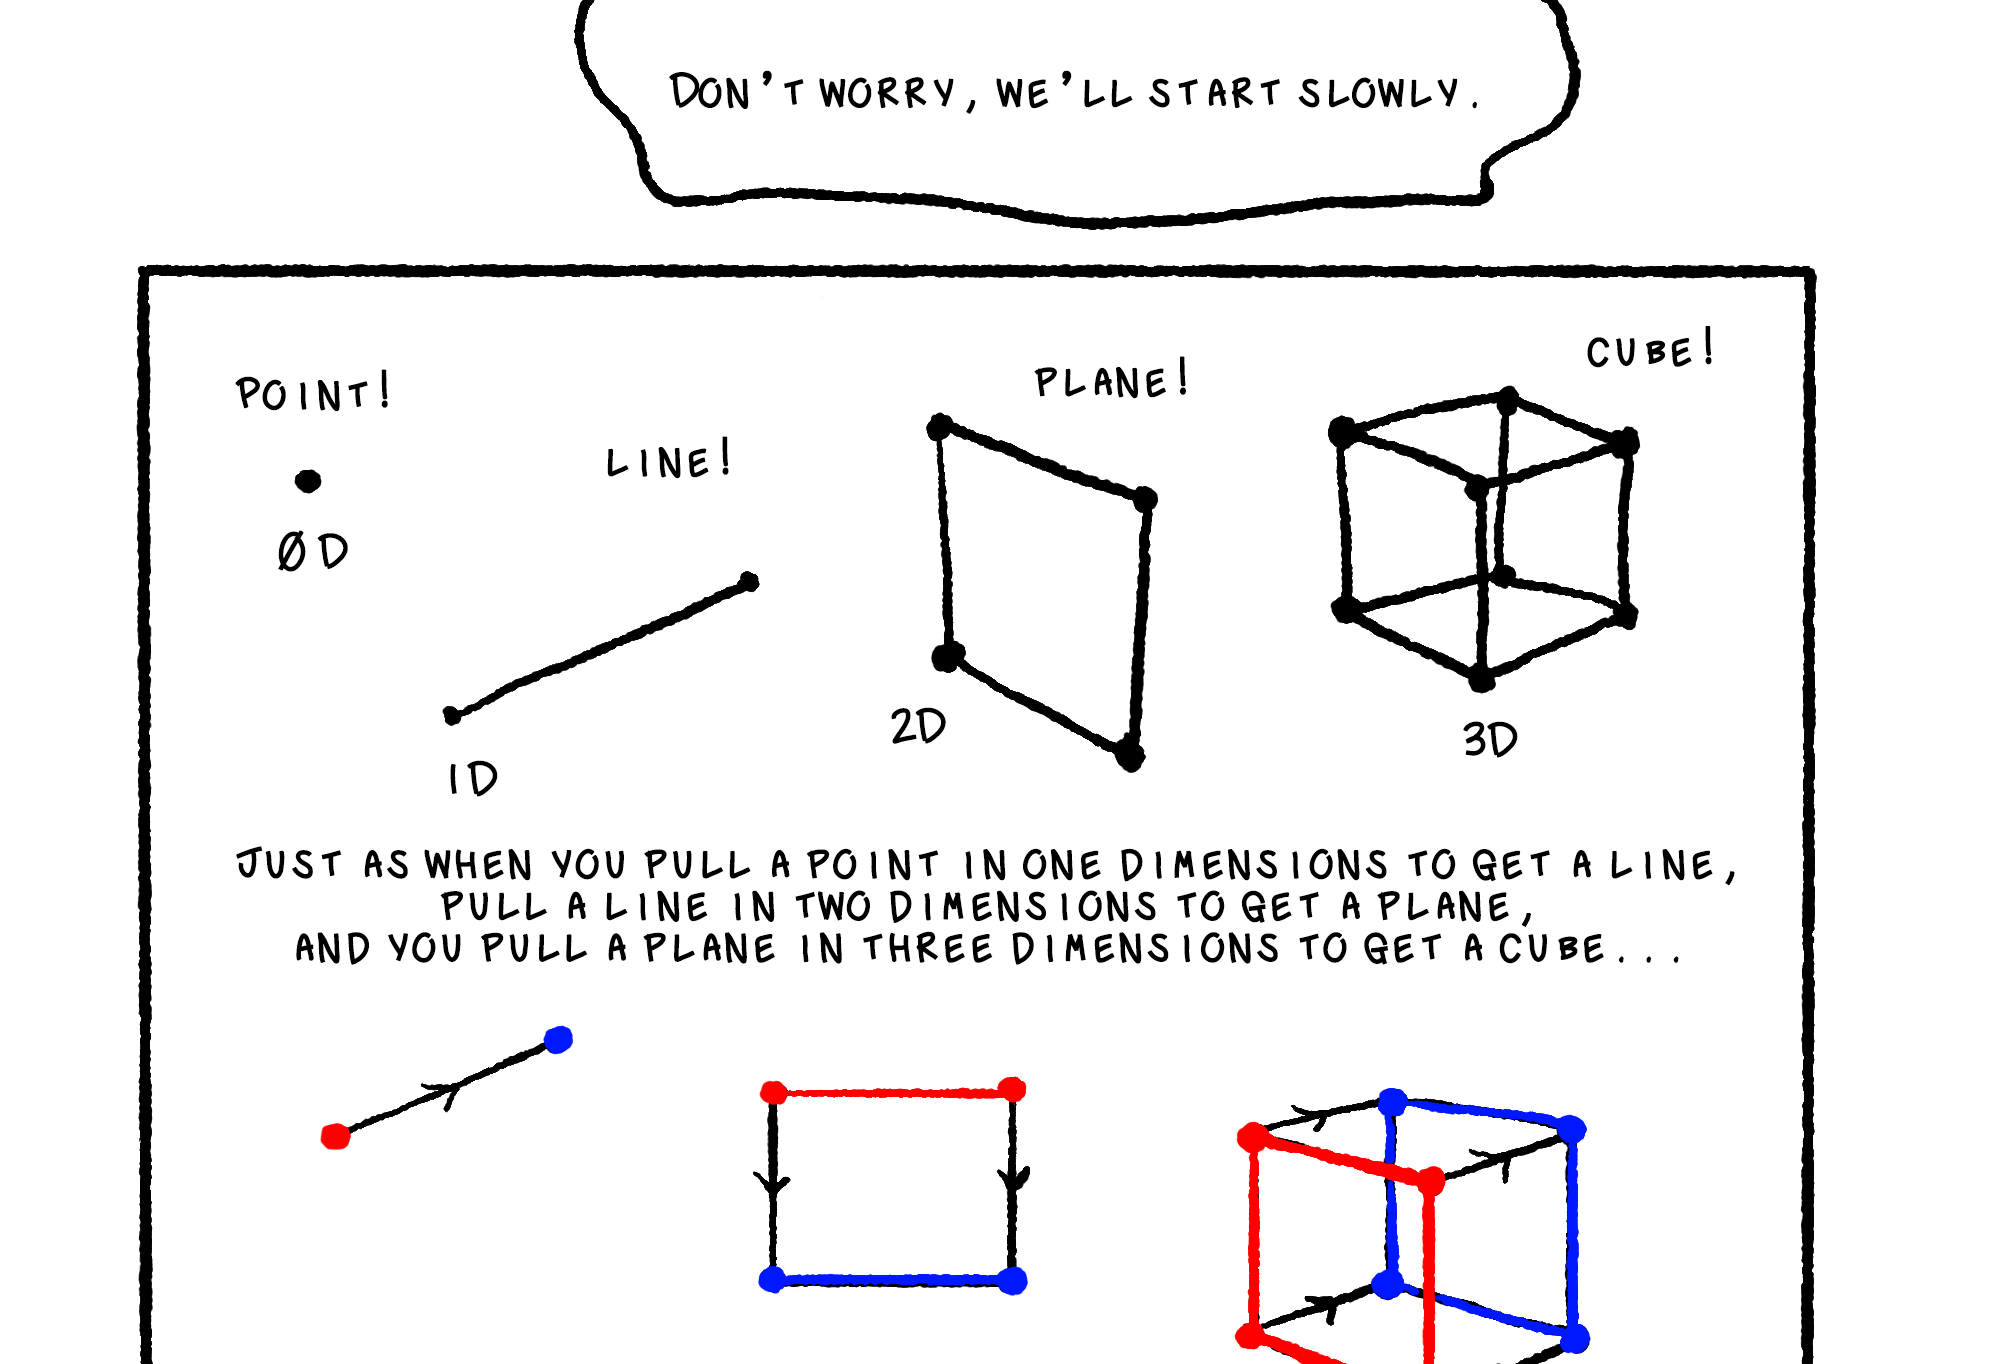 DON'T WORRY, WE'LL START SLOWLY.
POINT!
ØD
LINE!
1D
PLANE!
2D
CUBE!
3D
JUST AS WHEN YOU PULL A POINT IN ONE DIMENSIONS TO GET A LINE,
PULL A LINE IN TWO DIMENSIONS TO GET A PLANE,
AND YOU PULL A PLANE IN THREE DIMENSIONS TO GET A CUBE...